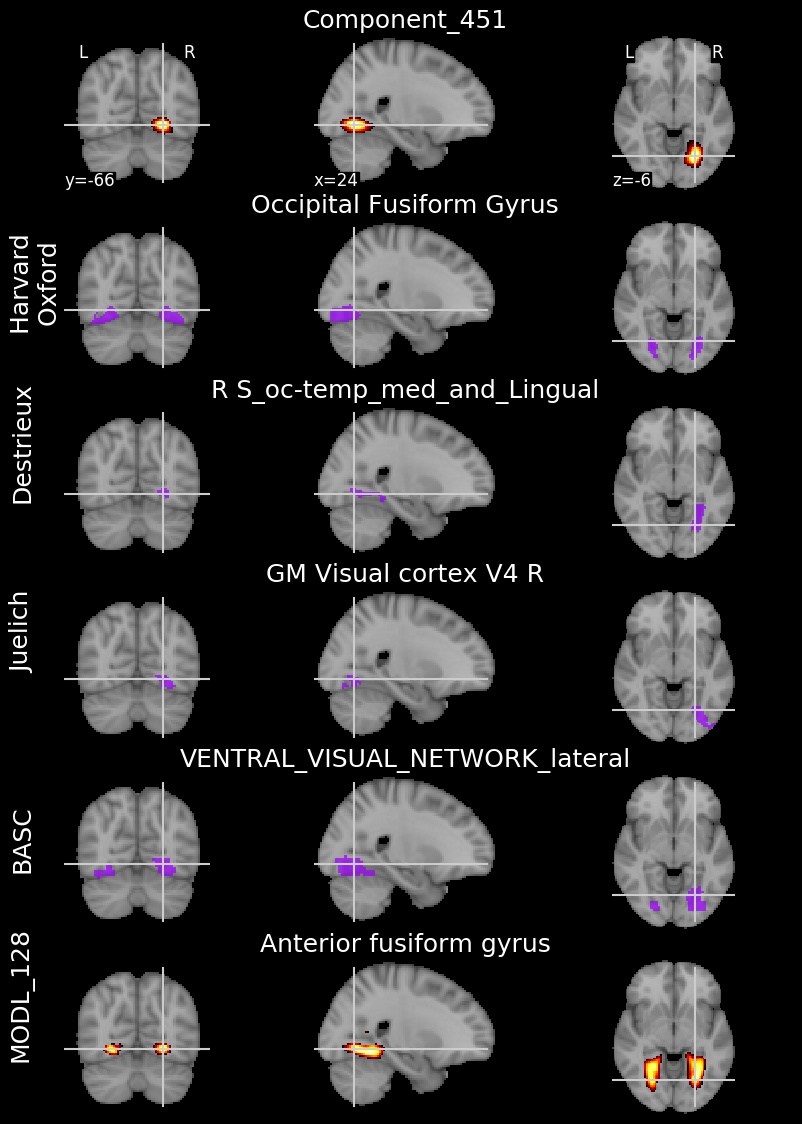 Component_451
L R
L R
y=-66
x=24
z=-6
Occipital Fusiform Gyrus
Harvard
Oxford
R S_oc-temp_med_and_Lingual
Destrieux
GM Visual cortex V4 R
Juelich
VENTRAL_VISUAL_NETWORK_lateral
BASC
Anterior fusiform gyrus
MODL_128